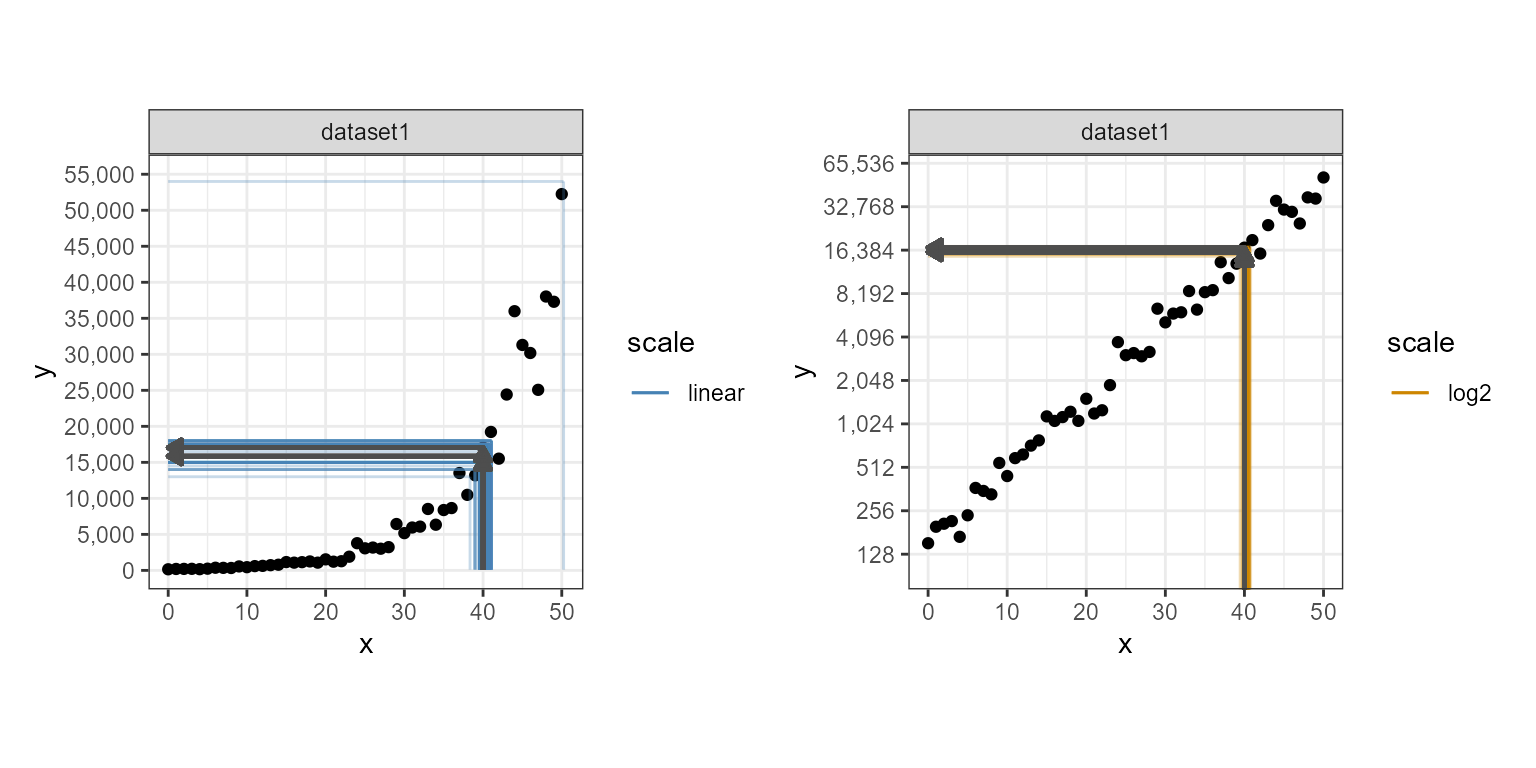 dataset1
55,000
50,000
45,000
40,000
35,000
30,000
25,000
20,000
15,000
10,000
5,000
0
y
0 10 20 30 40 50
x
scale
linear
dataset1
65,536
32,768
16,384
8,192
4,096
2,048
1,024
512
256
128
y
0 10 20 30 40 50
x
scale
log2